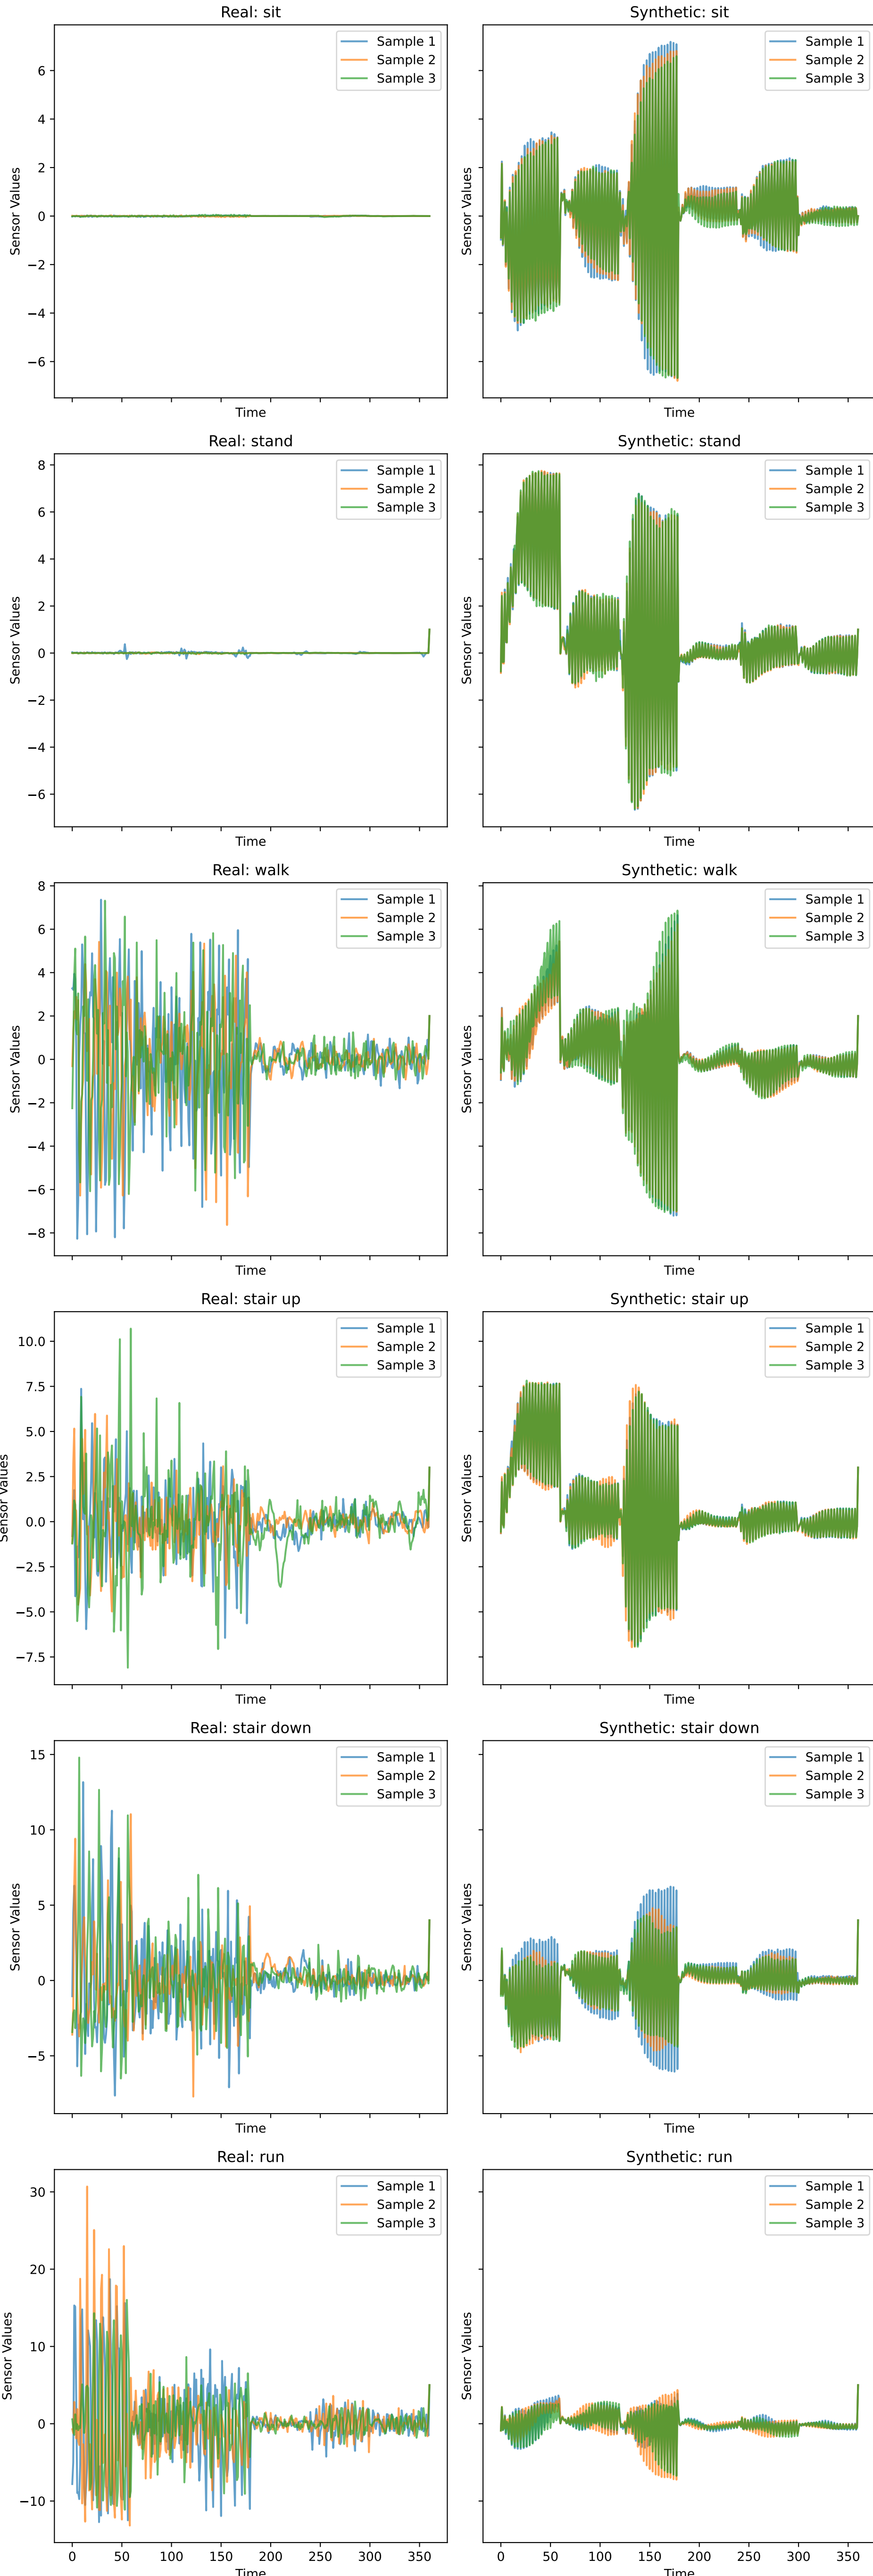 Real: sit
Synthetic: sit
Sample 1
Sample 2
Sample 3
Sample 1
Sample 2
Sample 3
6
4
2
0
−2
−4
−6
Sensor Values
Sensor Values
Time
Time
Real: stand
Synthetic: stand
Sample 1
Sample 2
Sample 3
Sample 1
Sample 2
Sample 3
8
6
4
2
0
−2
−4
−6
Sensor Values
Sensor Values
Time
Time
Real: walk
Synthetic: walk
Sample 1
Sample 2
Sample 3
Sample 1
Sample 2
Sample 3
8
6
4
2
0
−2
−4
−6
−8
Sensor Values
Sensor Values
Time
Time
Real: stair up
Synthetic: stair up
Sample 1
Sample 2
Sample 3
Sample 1
Sample 2
Sample 3
10.0
7.5
5.0
2.5
0.0
−2.5
−5.0
−7.5
Sensor Values
Sensor Values
Time
Time
Real: stair down
Synthetic: stair down
Sample 1
Sample 2
Sample 3
Sample 1
Sample 2
Sample 3
15
10
5
0
−5
Sensor Values
Sensor Values
Time
Time
Real: run
Synthetic: run
Sample 1
Sample 2
Sample 3
Sample 1
Sample 2
Sample 3
30
20
10
0
−10
Sensor Values
Sensor Values
0 50 100 150 200 250 300 350
0 50 100 150 200 250 300 350
Time
Time